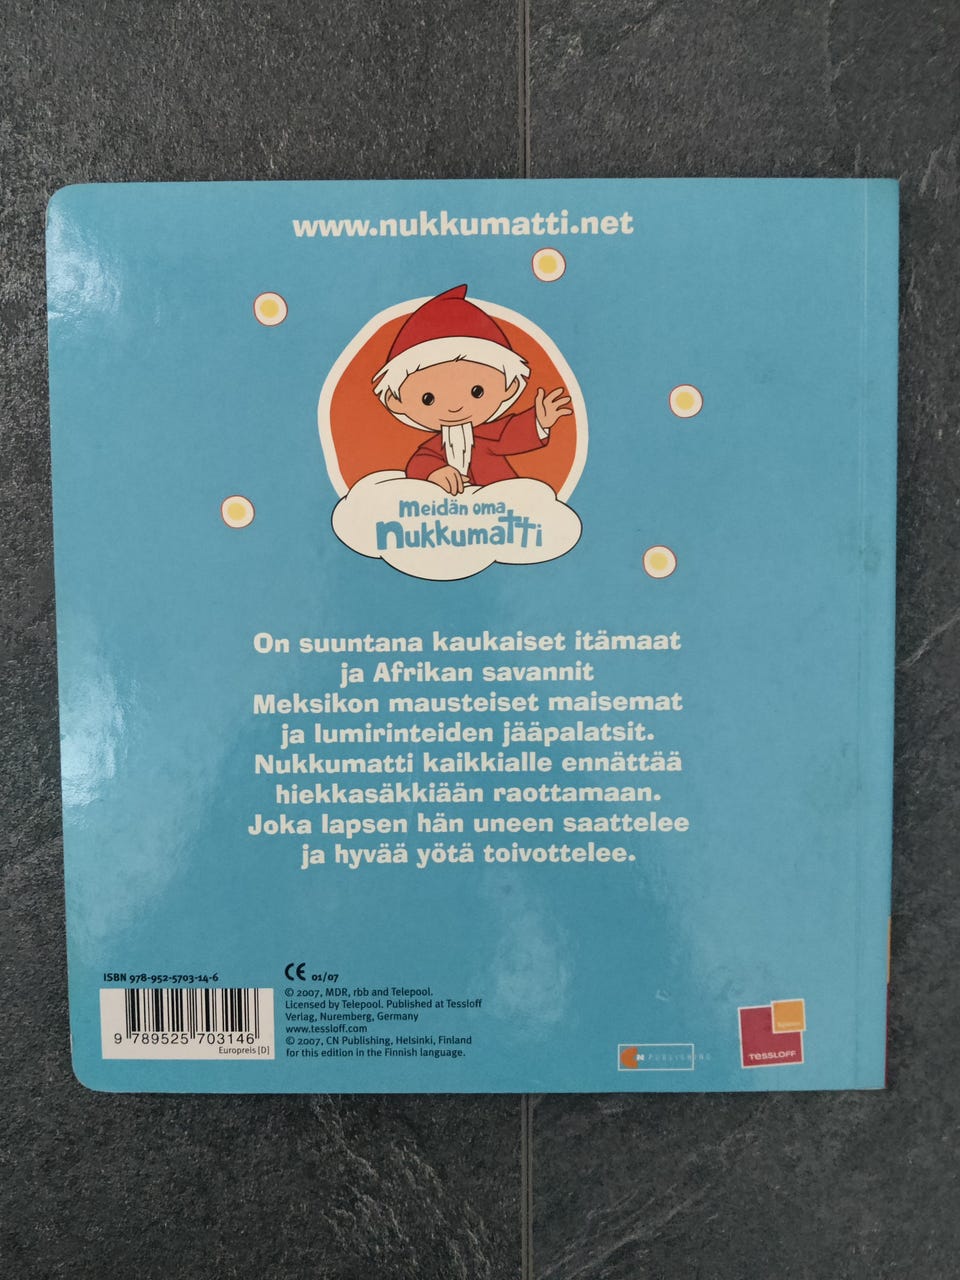 www.nukkumatti.net
meidän oma
nukkumatti
On suuntana kaukaiset itämaat
ja Afrikan savannit
Meksikon mausteiset maisemat
ja lumirinteiden jääpalatsit.
Nukkumatti kaikkialle ennättää
hiekkasäkkiään raottamaan.
Joka lapsen hän uneen saattelee
ja hyvää yötä toivottelee.
ISBN 978-952-5703-14-6
9 789525 703146
Europreis [D]
CE 01/07
© 2007, MDR, rbb and Telepool.
Licensed by Telepool. Published at Tessloff
Verlag, Nuremberg, Germany
www.tessloff.com
© 2007, CN Publishing, Helsinki, Finland
for this edition in the Finnish language.
CN PUBLISHING
TESSLOFF